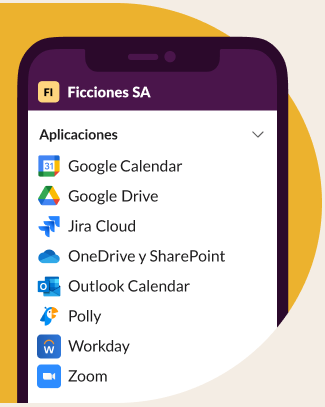 FI Ficciones SA
Aplicaciones
31 Google Calendar
Google Drive
Jira Cloud
OneDrive y SharePoint
Outlook Calendar
Polly
Workday
Zoom